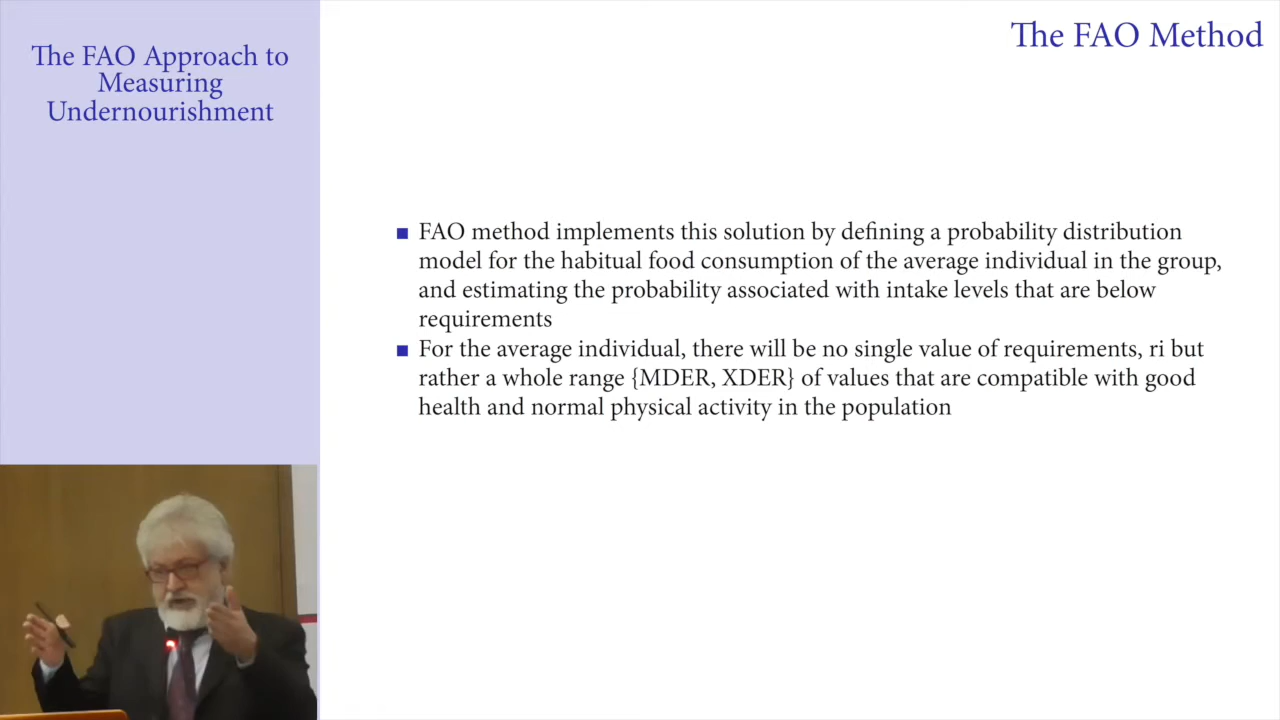 The FAO Approach to
Measuring
Undernourishment
The FAO Method
■ FAO method implements this solution by defining a probability distribution
model for the habitual food consumption of the average individual in the group,
and estimating the probability associated with intake levels that are below
requirements
■ For the average individual, there will be no single value of requirements, ri but
rather a whole range {MDER, XDER} of values that are compatible with good
health and normal physical activity in the population